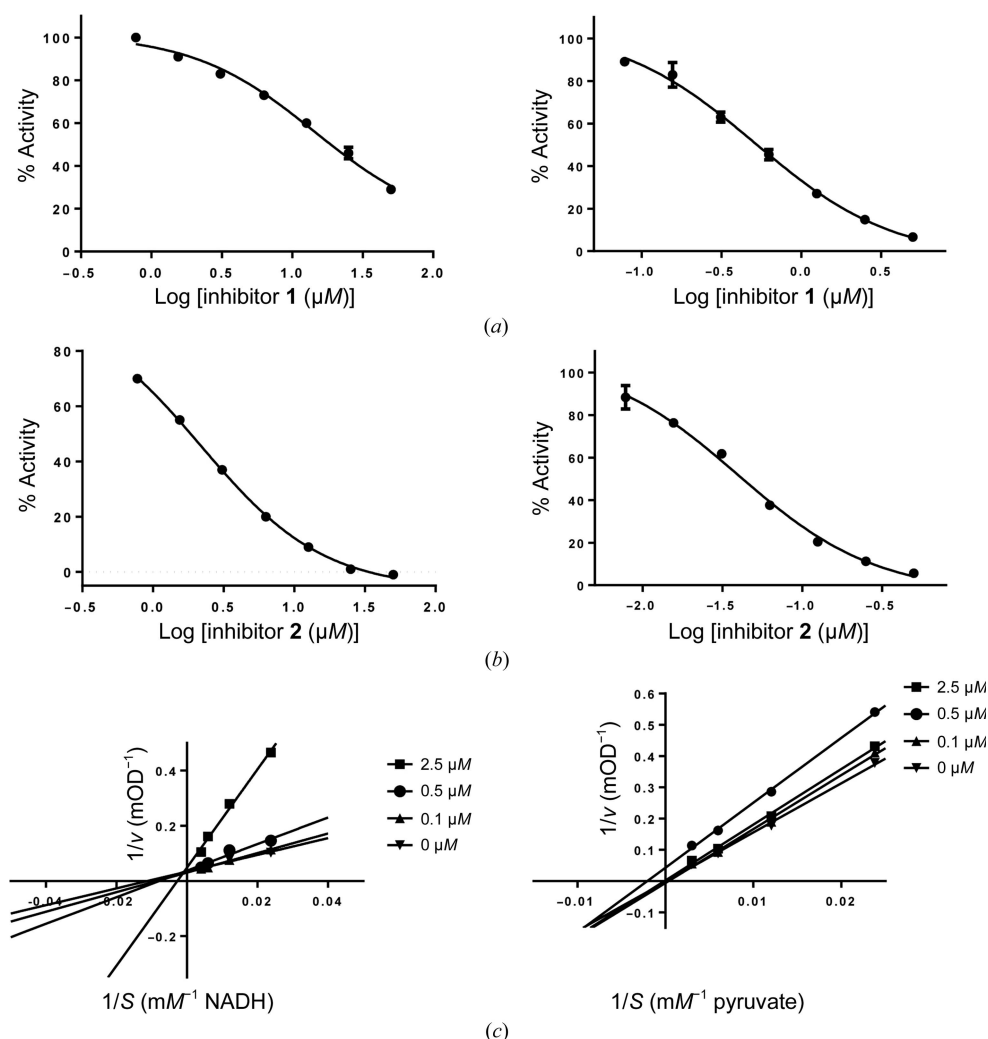 100
80
60
40
20
0
% Activity
−0.5 0.0 0.5 1.0 1.5 2.0
Log [inhibitor 1 (µM)]
100
80
60
40
20
0
% Activity
−1.0 −0.5 0.0 0.5
Log [inhibitor 1 (µM)]
(a)
80
60
40
20
0
% Activity
−0.5 0.0 0.5 1.0 1.5 2.0
Log [inhibitor 2 (µM)]
100
80
60
40
20
0
% Activity
−2.0 −1.5 −1.0 −0.5
Log [inhibitor 2 (µM)]
(b)
1/v (mOD⁻¹)
0.4
0.2
−0.2
−0.04 −0.02 0.02 0.04
2.5 µM
0.5 µM
0.1 µM
0 µM
1/S (mM⁻¹ NADH)
1/v (mOD⁻¹)
0.6
0.5
0.4
0.3
0.2
0.1
−0.1
−0.01 0.01 0.02
2.5 µM
0.5 µM
0.1 µM
0 µM
1/S (mM⁻¹ pyruvate)
(c)